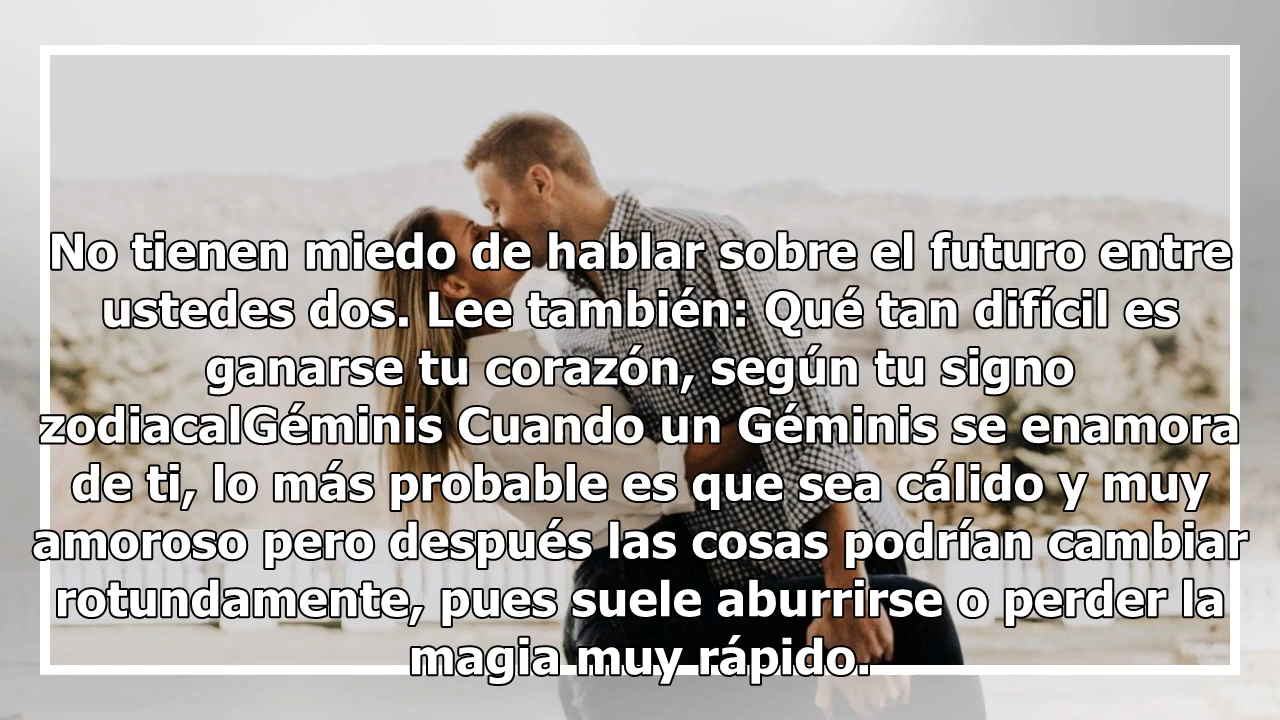 No tienen miedo de hablar sobre el futuro entre
ustedes dos. Lee también: Qué tan difícil es
ganarse tu corazón, según tu signo
zodiacalGéminis Cuando un Géminis se enamora
de ti, lo más probable es que sea cálido y muy
amoroso pero después las cosas podrían cambiar
rotundamente, pues suele aburrirse o perder la
magia muy rápido.